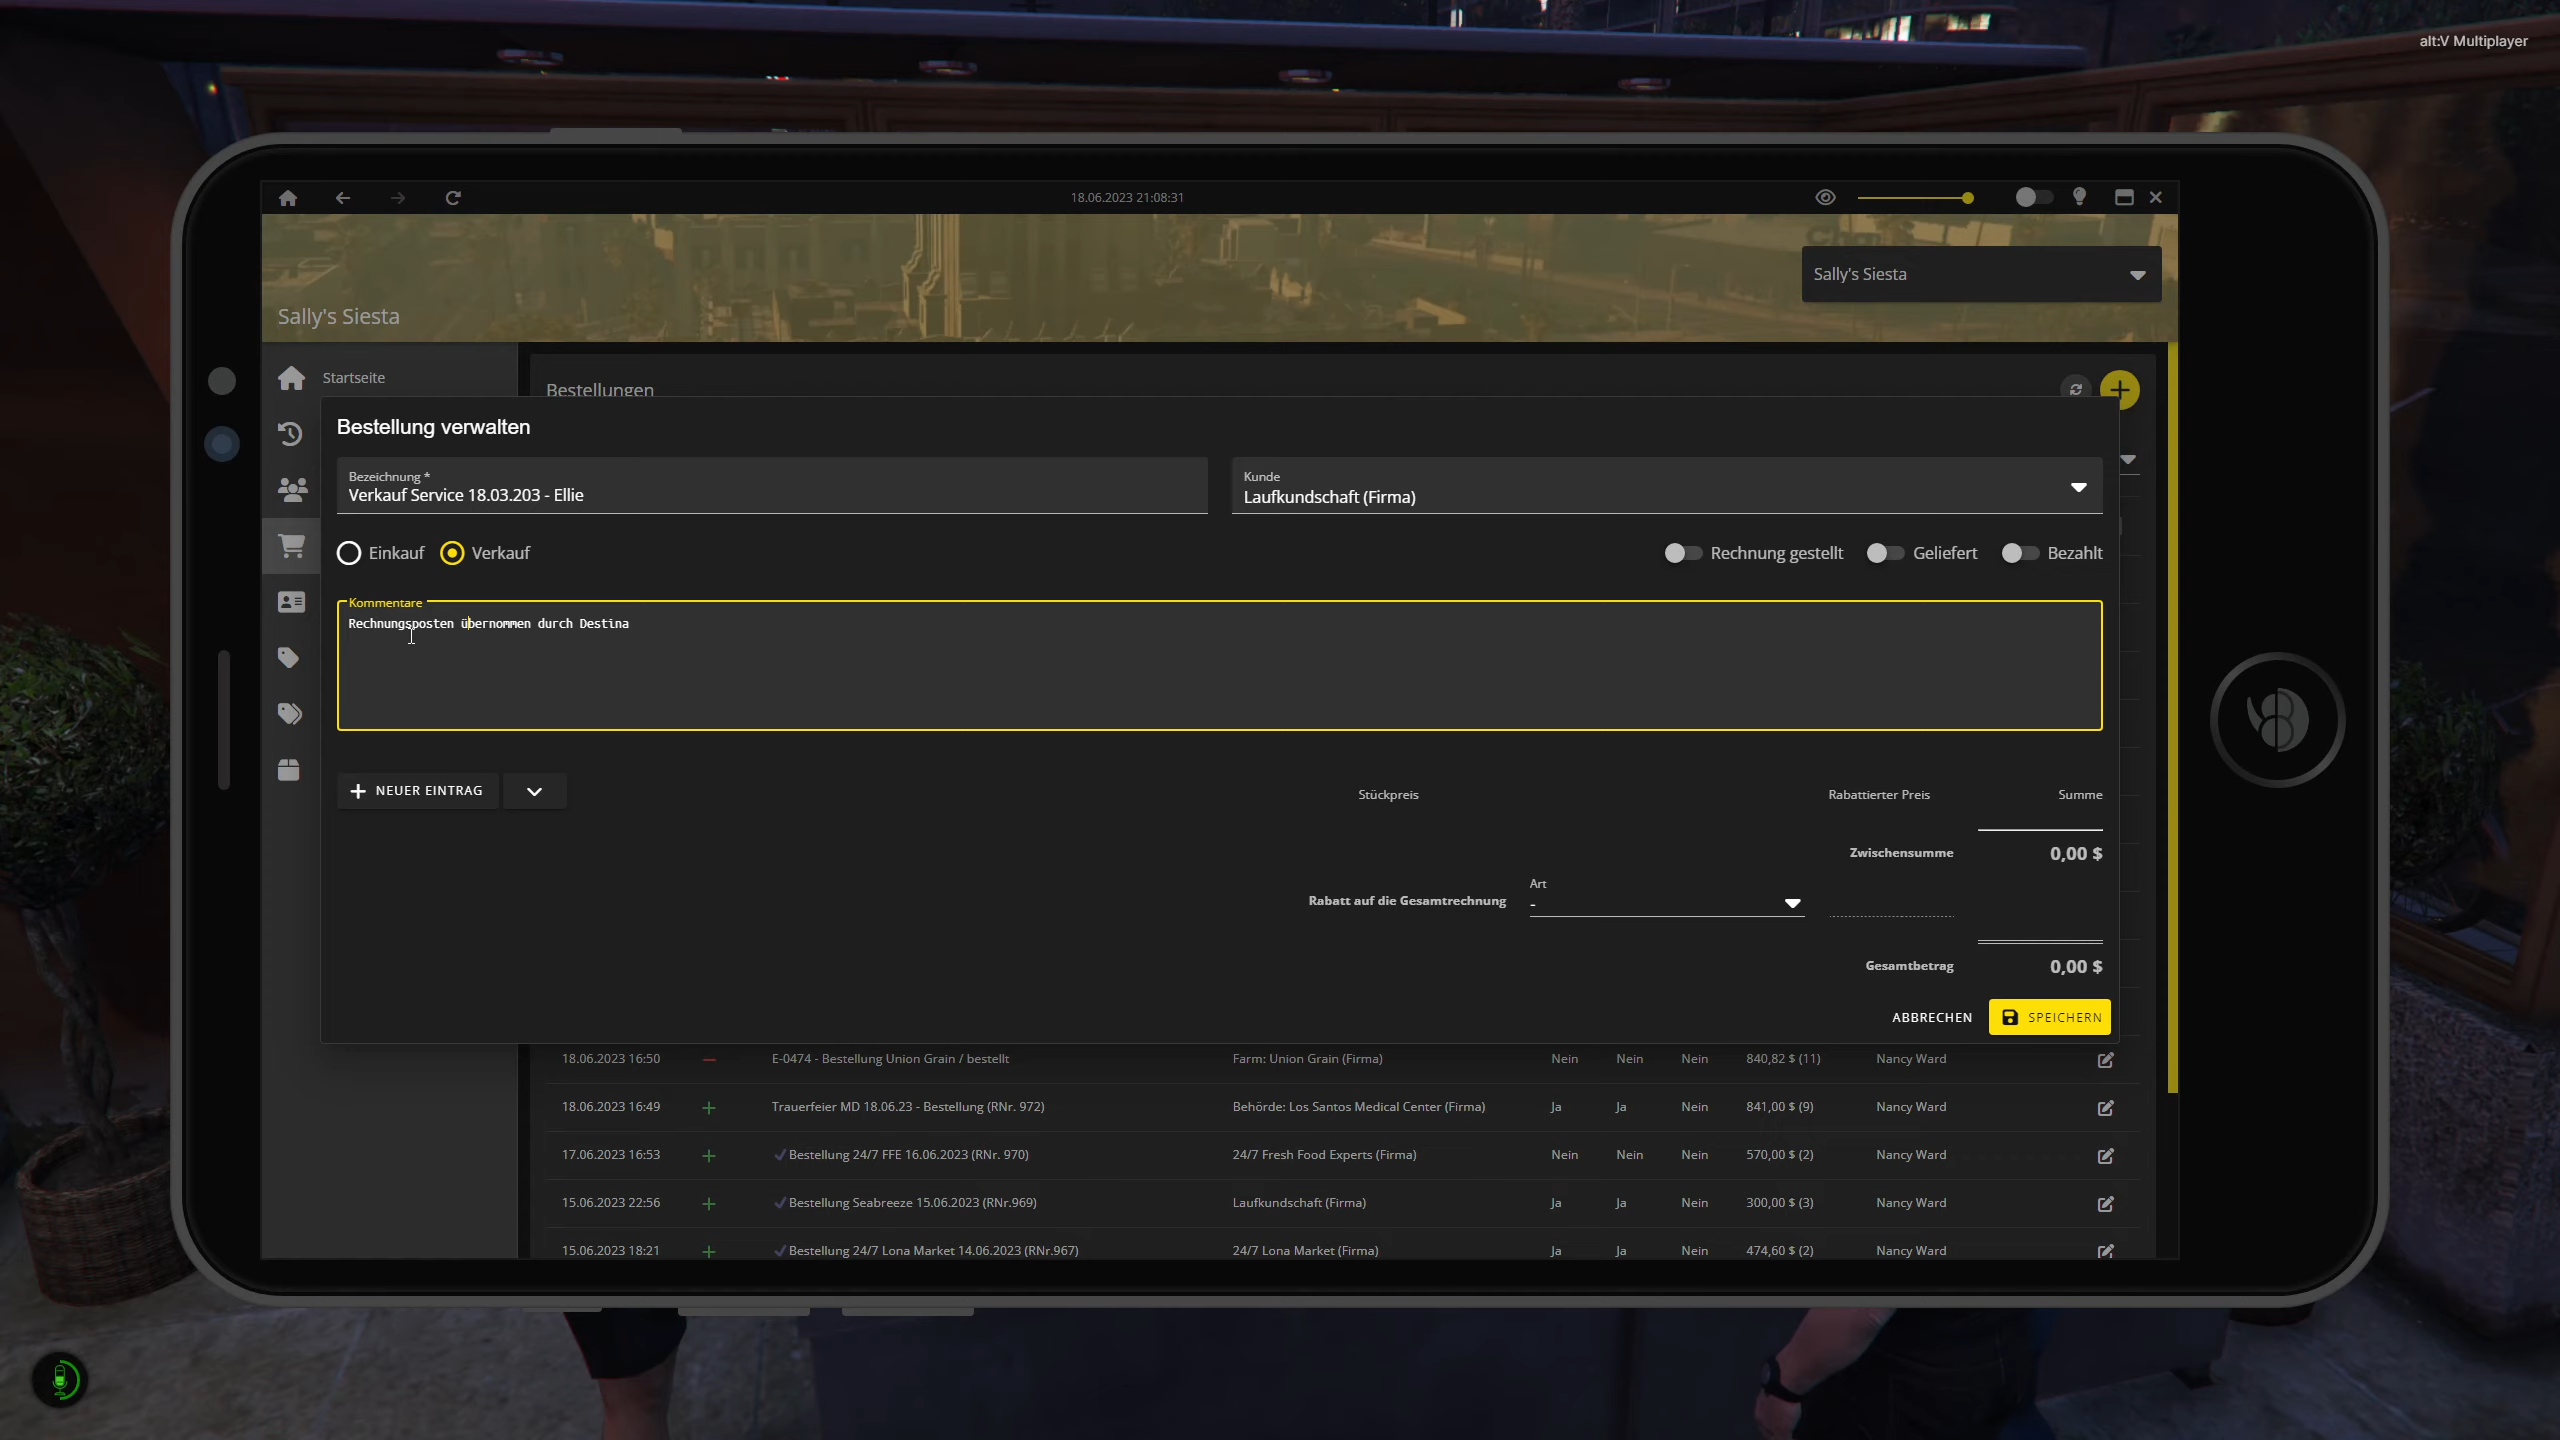 alt:V Multiplayer
18.06.2023 21:08:31
Sally's Siesta
Sally's Siesta
Startseite
Bestellungen
Bestellung verwalten
Bezeichnung *
Verkauf Service 18.03.203 - Ellie
Kunde
Laufkundschaft (Firma)
Einkauf
Verkauf
Rechnung gestellt
Geliefert
Bezahlt
Kommentare
Rechnungsposten übernommen durch Destina
NEUER EINTRAG
Stückpreis
Rabattierter Preis
Summe
Zwischensumme
0,00 $
Art
Rabatt auf die Gesamtrechnung
-
Gesamtbetrag
0,00 $
ABBRECHEN
SPEICHERN
18.06.2023 16:50 E-0474 - Bestellung Union Grain / bestellt Farm: Union Grain (Firma) Nein Nein Nein 840,82 $ (11) Nancy Ward
18.06.2023 16:49 Trauerfeier MD 18.06.23 - Bestellung (RNr. 972) Behörde: Los Santos Medical Center (Firma) Ja Ja Nein 841,00 $ (9) Nancy Ward
17.06.2023 16:53 Bestellung 24/7 FFE 16.06.2023 (RNr. 970) 24/7 Fresh Food Experts (Firma) Nein Nein Nein 570,00 $ (2) Nancy Ward
15.06.2023 22:56 Bestellung Seabreeze 15.06.2023 (RNr.969) Laufkundschaft (Firma) Ja Ja Nein 300,00 $ (3) Nancy Ward
15.06.2023 18:21 Bestellung 24/7 Lona Market 14.06.2023 (RNr.967) 24/7 Lona Market (Firma) Ja Ja Nein 474,60 $ (2) Nancy Ward